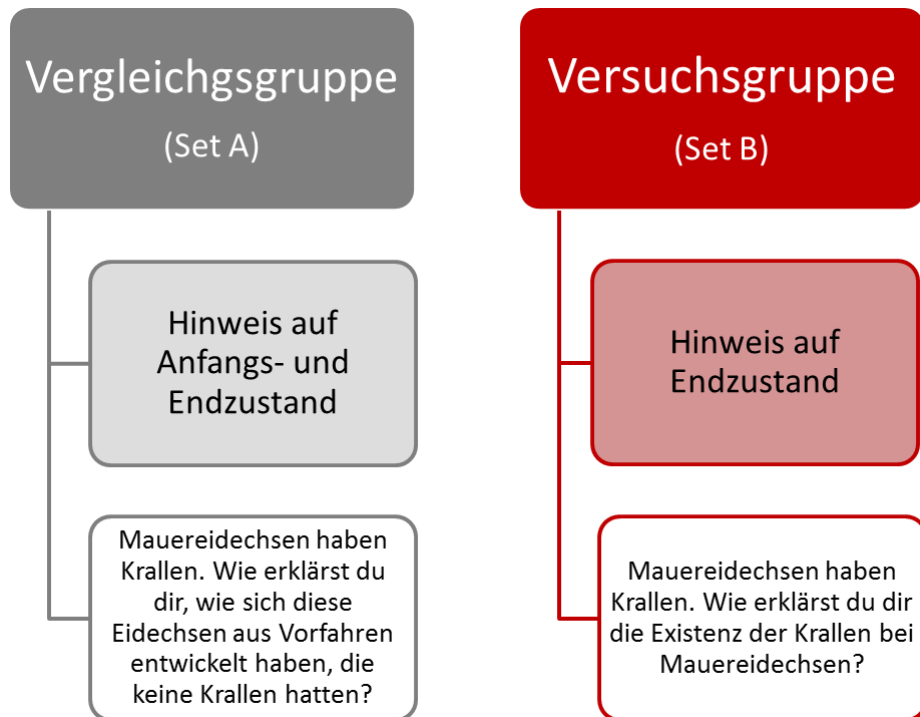 Vergleichgsgruppe
(Set A)
Hinweis auf
Anfangs- und
Endzustand
Mauereidechsen haben
Krallen. Wie erklärst du
dir, wie sich diese
Eidechsen aus Vorfahren
entwickelt haben, die
keine Krallen hatten?
Versuchsgruppe
(Set B)
Hinweis auf
Endzustand
Mauereidechsen haben
Krallen. Wie erklärst du dir
die Existenz der Krallen bei
Mauereidechsen?